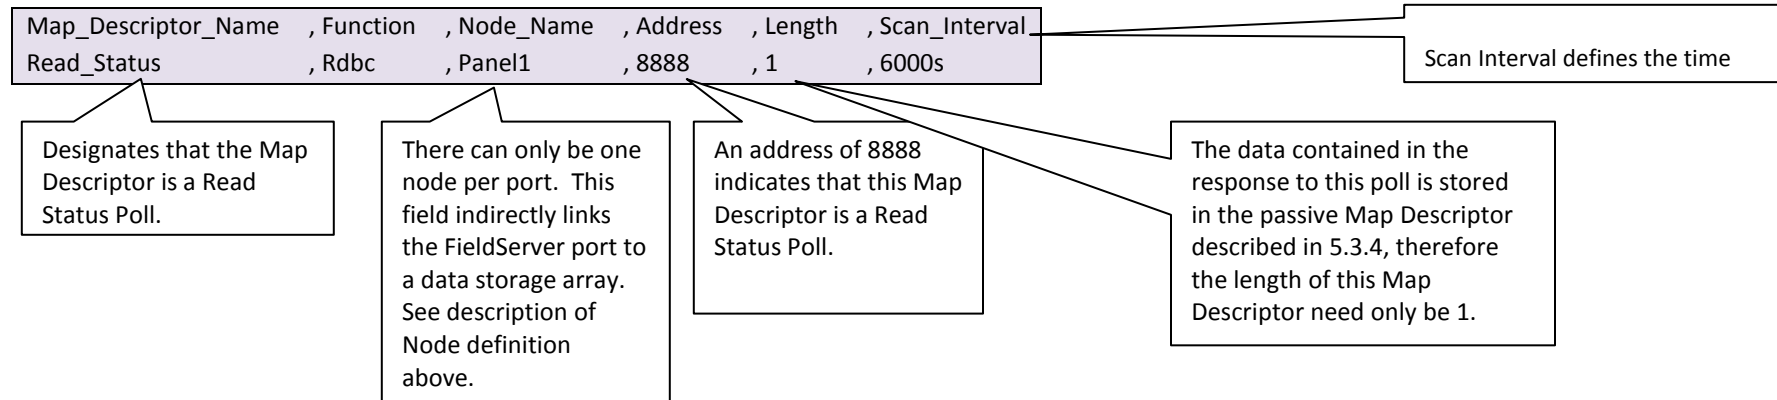 Map_Descriptor_Name , Function , Node_Name , Address , Length , Scan_Interval
Read_Status , Rdbc , Panel1 , 8888 , 1 , 6000s
Scan Interval defines the time
Designates that the Map
Descriptor is a Read
Status Poll.
There can only be one
node per port. This
field indirectly links
the FieldServer port to
a data storage array.
See description of
Node definition
above.
An address of 8888
indicates that this Map
Descriptor is a Read
Status Poll.
The data contained in the
response to this poll is stored
in the passive Map Descriptor
described in 5.3.4, therefore
the length of this Map
Descriptor need only be 1.